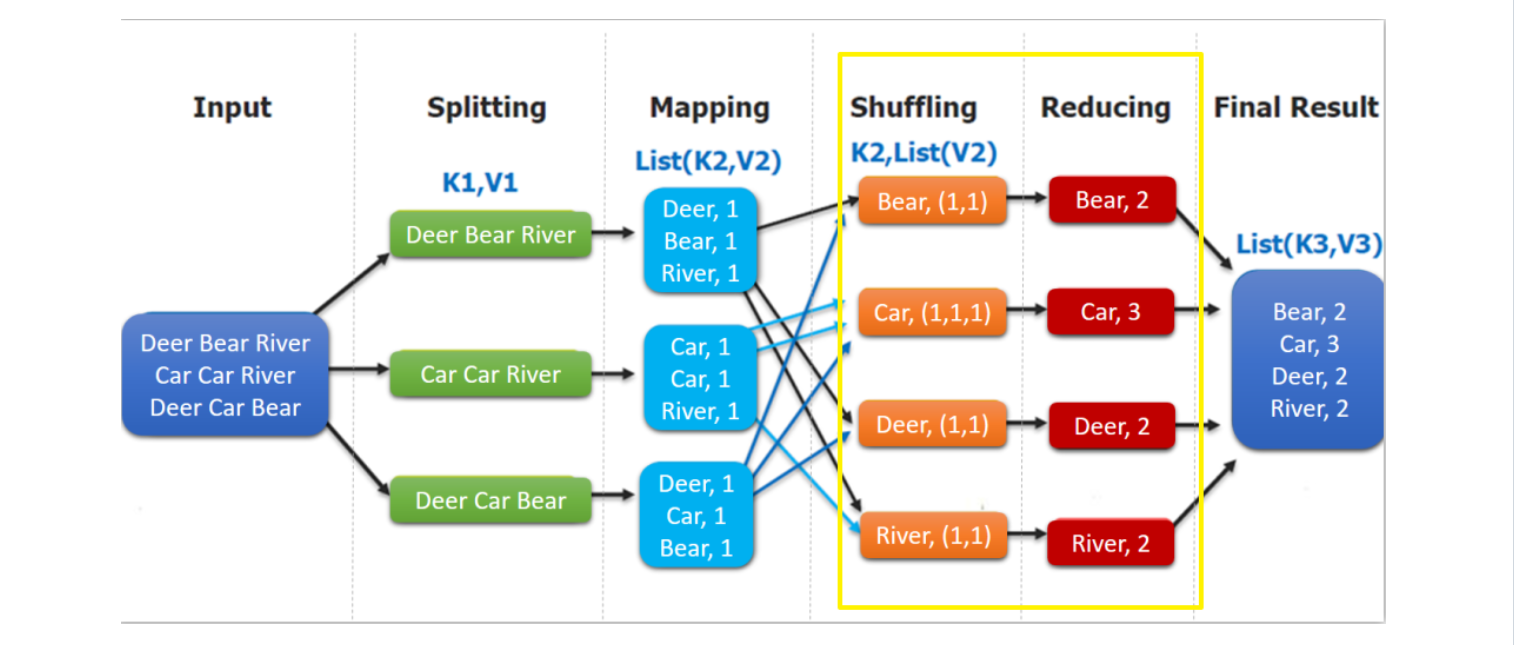 Input
Splitting
Mapping
Shuffling
Reducing
Final Result
K1,V1
List(K2,V2)
K2,List(V2)
List(K3,V3)
Deer Bear River
Car Car River
Deer Car Bear
Deer Bear River
Car Car River
Deer Car Bear
Deer, 1
Bear, 1
River, 1
Car, 1
Car, 1
River, 1
Deer, 1
Car, 1
Bear, 1
Bear, (1,1)
Car, (1,1,1)
Deer, (1,1)
River, (1,1)
Bear, 2
Car, 3
Deer, 2
River, 2
Bear, 2
Car, 3
Deer, 2
River, 2